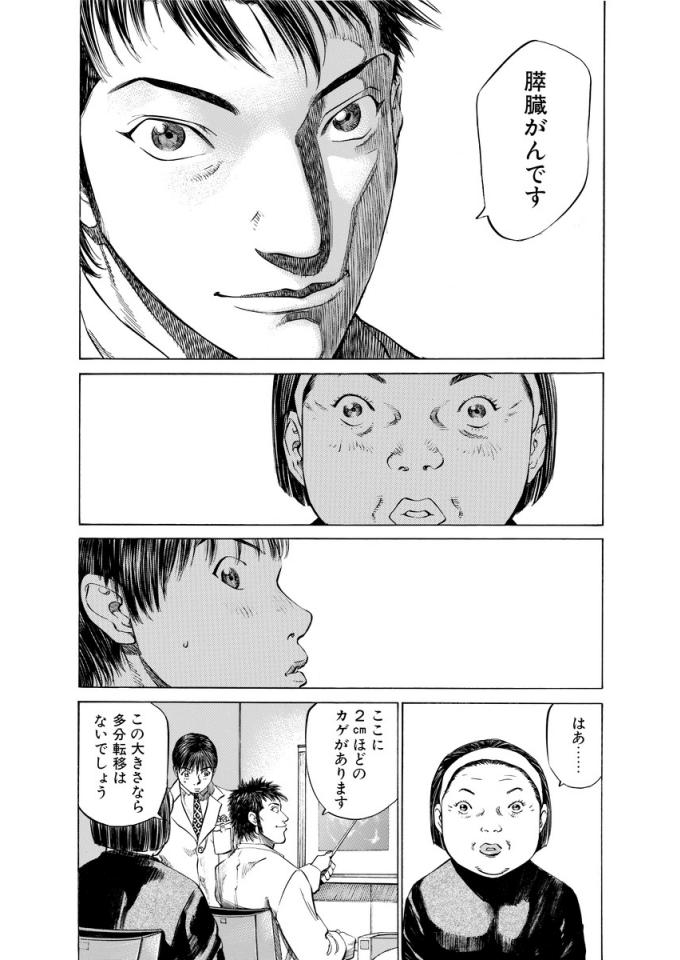 膵臓がんです
はあ……
ここに
2㎝ほどの
カゲがあります
この大きさなら
多分転移は
ないでしょう